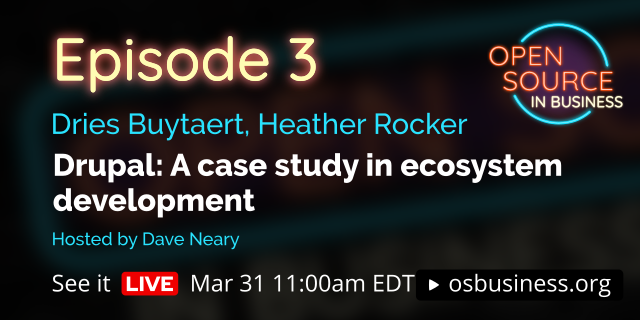 Episode 3
OPEN
SOURCE
IN BUSINESS
Dries Buytaert, Heather Rocker
Drupal: A case study in ecosystem
development
Hosted by Dave Neary
See it LIVE Mar 31 11:00am EDT osbusiness.org